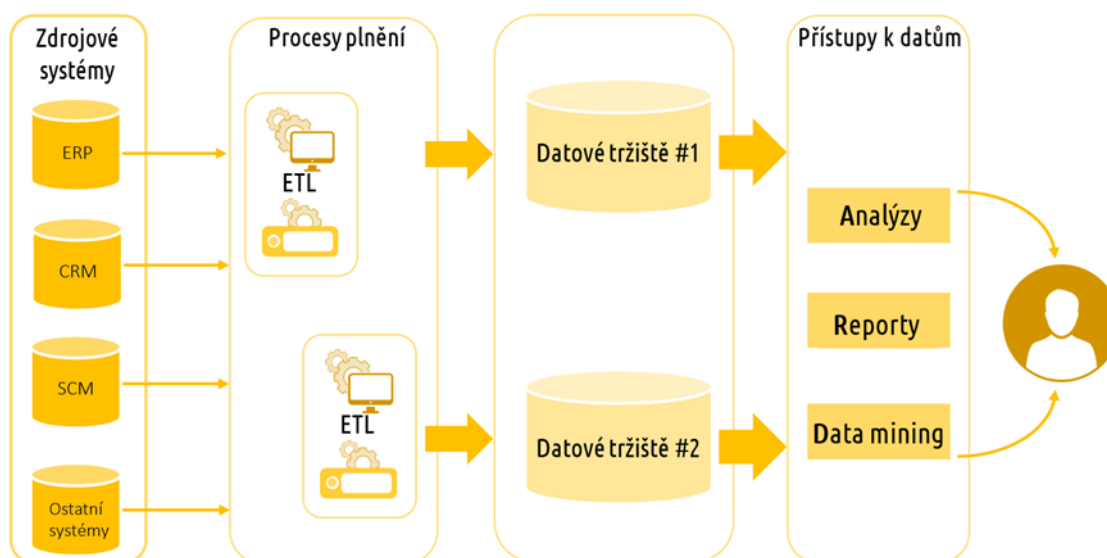 Zdrojové
systémy
ERP
CRM
SCM
Ostatní
systémy
Procesy plnění
ETL
ETL
Datové tržiště #1
Datové tržiště #2
Přístupy k datům
Analýzy
Reporty
Data mining